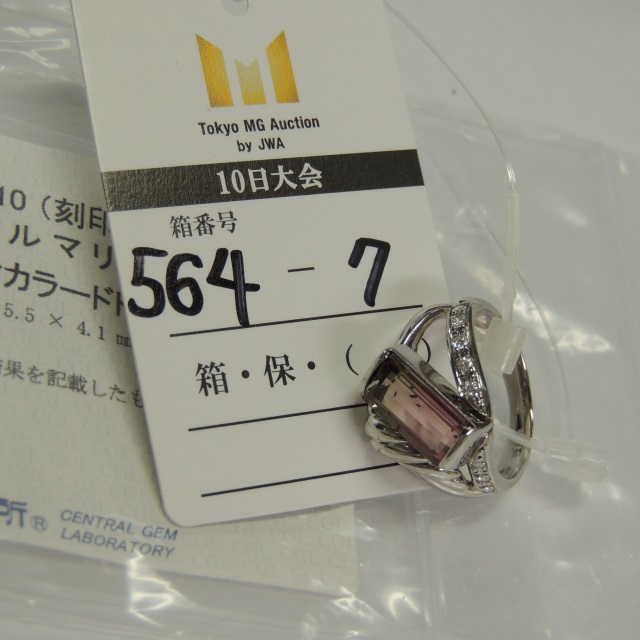 Tokyo MG Auction
by JWA
10日大会
箱番号
564 - 7
箱・保・（　）
10（刻印
ルマリ
カラード
5.5 × 4.1 m
果を記載したも
所®
CENTRAL GEM
LABORATORY